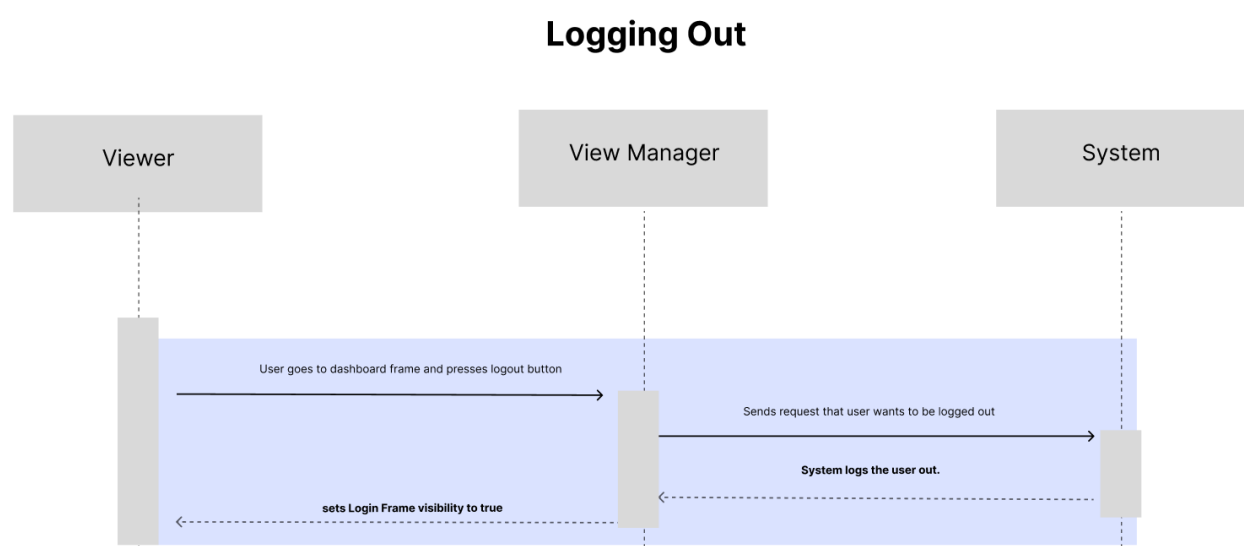 Logging Out
Viewer
View Manager
System
User goes to dashboard frame and presses logout button
Sends request that user wants to be logged out
System logs the user out.
sets Login Frame visibility to true